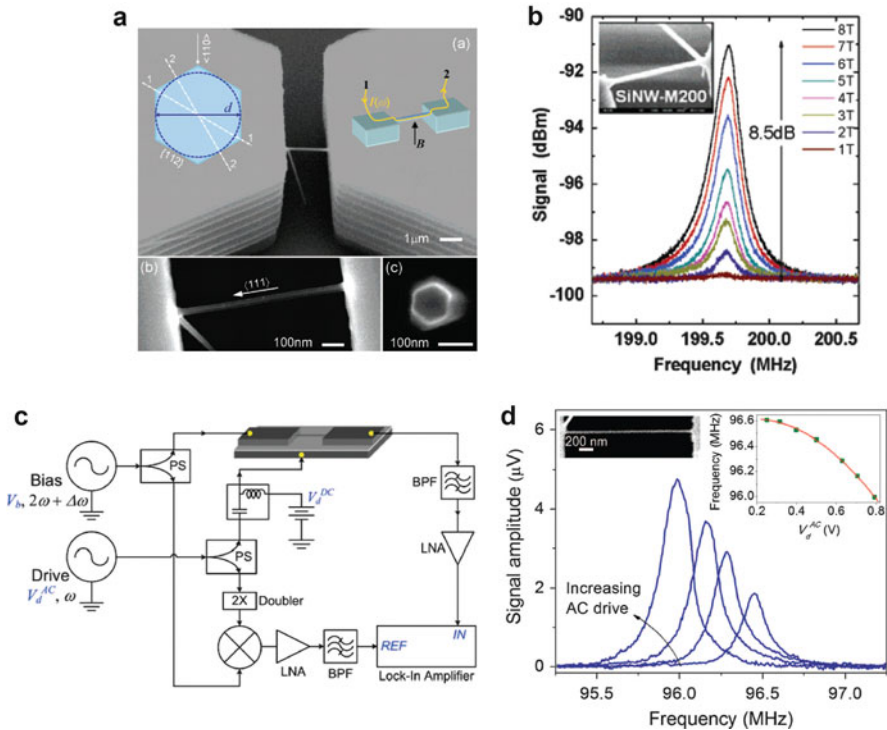 a
(a)
<110>
1
2
d
1
2
{112}
1
2
I(ω)
B
1μm
(b)
⟨111⟩
100nm
(c)
100nm
b
Signal (dBm)
-90
-92
-94
-96
-98
-100
SiNW-M200
8T
7T
6T
5T
4T
3T
2T
1T
8.5dB
199.0
199.5
200.0
200.5
Frequency (MHz)
c
Bias
V_b, 2ω + Δω
PS
V_d^DC
BPF
LNA
Drive
V_d^AC, ω
PS
2X
Doubler
LNA
BPF
REF
IN
Lock-In Amplifier
d
Signal amplitude (μV)
6
4
2
0
200 nm
Frequency (MHz)
96.6
96.4
96.2
96.0
0.2
0.4
0.6
0.8
V_d^AC (V)
Increasing
AC drive
95.5
96.0
96.5
97.0
Frequency (MHz)